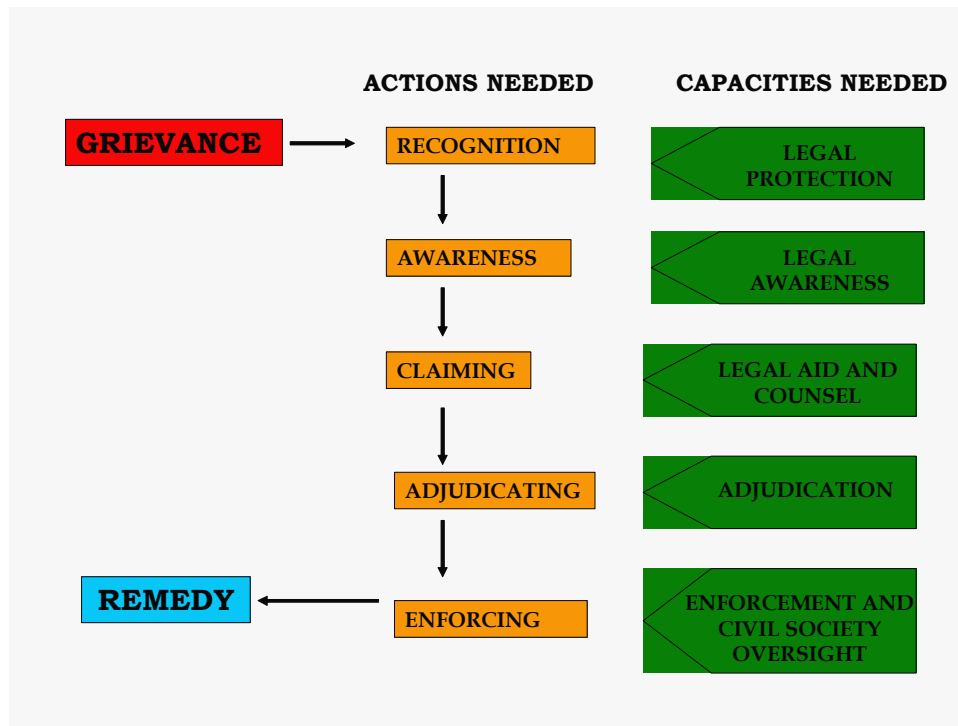 ACTIONS NEEDED
CAPACITIES NEEDED
GRIEVANCE
RECOGNITION
LEGAL
PROTECTION
AWARENESS
LEGAL
AWARENESS
CLAIMING
LEGAL AID AND
COUNSEL
ADJUDICATING
ADJUDICATION
REMEDY
ENFORCING
ENFORCEMENT AND
CIVIL SOCIETY
OVERSIGHT